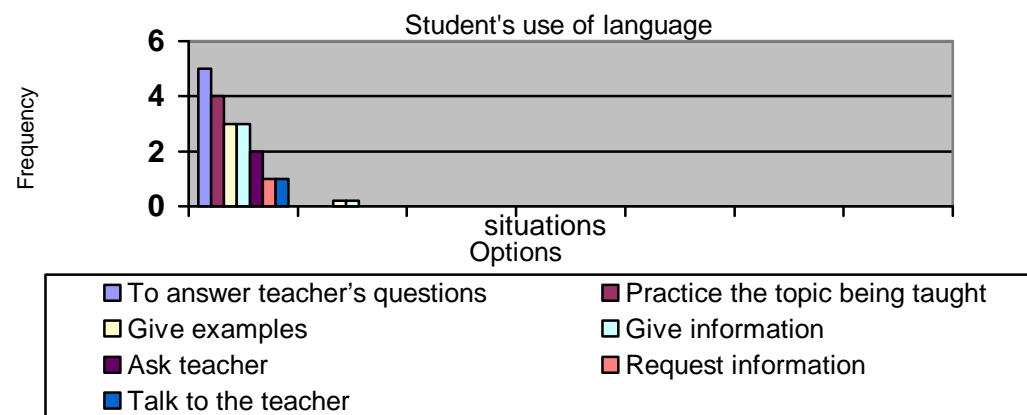 Student's use of language
6
4
2
0
Frequency
situations
Options
To answer teacher’s questions
Practice the topic being taught
Give examples
Give information
Ask teacher
Request information
Talk to the teacher